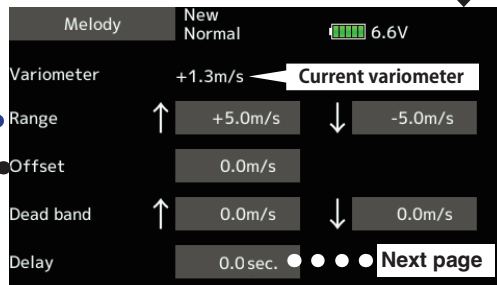 Melody New Normal 6.6V
Variometer +1.3m/s Current variometer
Range ↑ +5.0m/s ↓ -5.0m/s
Offset 0.0m/s
Dead band ↑ 0.0m/s ↓ 0.0m/s
Delay 0.0sec. Next page